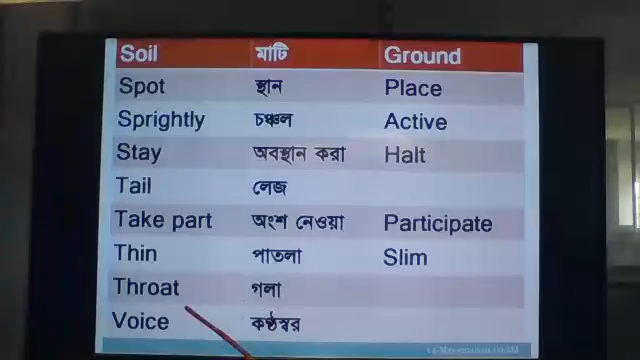 Soil মাটি Ground
Spot স্থান Place
Sprightly চঞ্চল Active
Stay অবস্থান করা Halt
Tail লেজ
Take part অংশ নেওয়া Participate
Thin পাতলা Slim
Throat গলা
Voice কণ্ঠস্বর